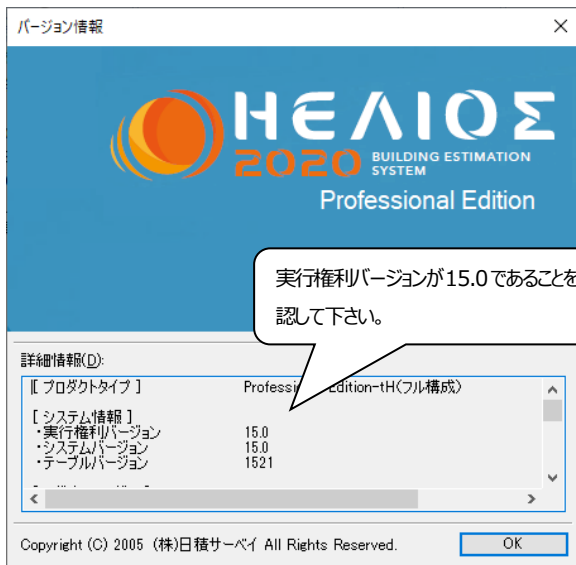 バージョン情報
ΗЄΛΙΟΣ
2020 BUILDING ESTIMATION
SYSTEM
Professional Edition
実行権利バージョンが15.0であることを
認して下さい。
詳細情報(D):
[ プロダクトタイプ ] Professi Edition-tH(フル構成)
[ システム情報 ]
・実行権利バージョン 15.0
・システムバージョン 15.0
・テーブルバージョン 1521
Copyright (C) 2005 (株)日積サーベイ All Rights Reserved. OK